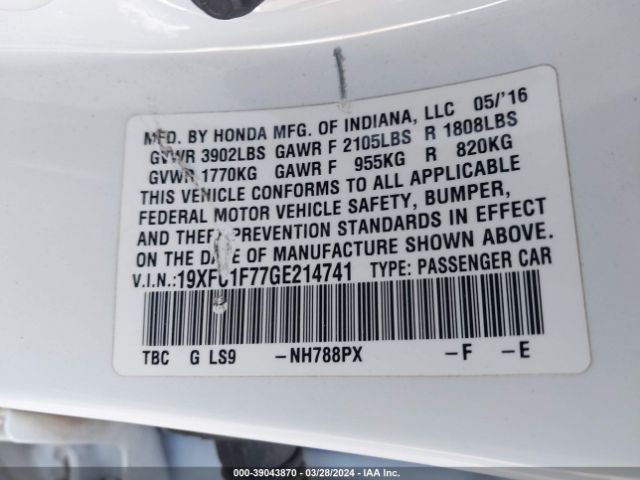 MFD. BY HONDA MFG. OF INDIANA, LLC 05/'16
GVWR 3902LBS GAWR F 2105LBS R 1808LBS
GVWR 1770KG GAWR F 955KG R 820KG
THIS VEHICLE CONFORMS TO ALL APPLICABLE
FEDERAL MOTOR VEHICLE SAFETY, BUMPER,
AND THEFT PREVENTION STANDARDS IN EFFECT
ON THE DATE OF MANUFACTURE SHOWN ABOVE.
V.I.N.: TYPE: PASSENGER CAR
TBC G LS9 -NH788PX -F -E
000-39043870 | 03/28/2024 | IAA Inc.